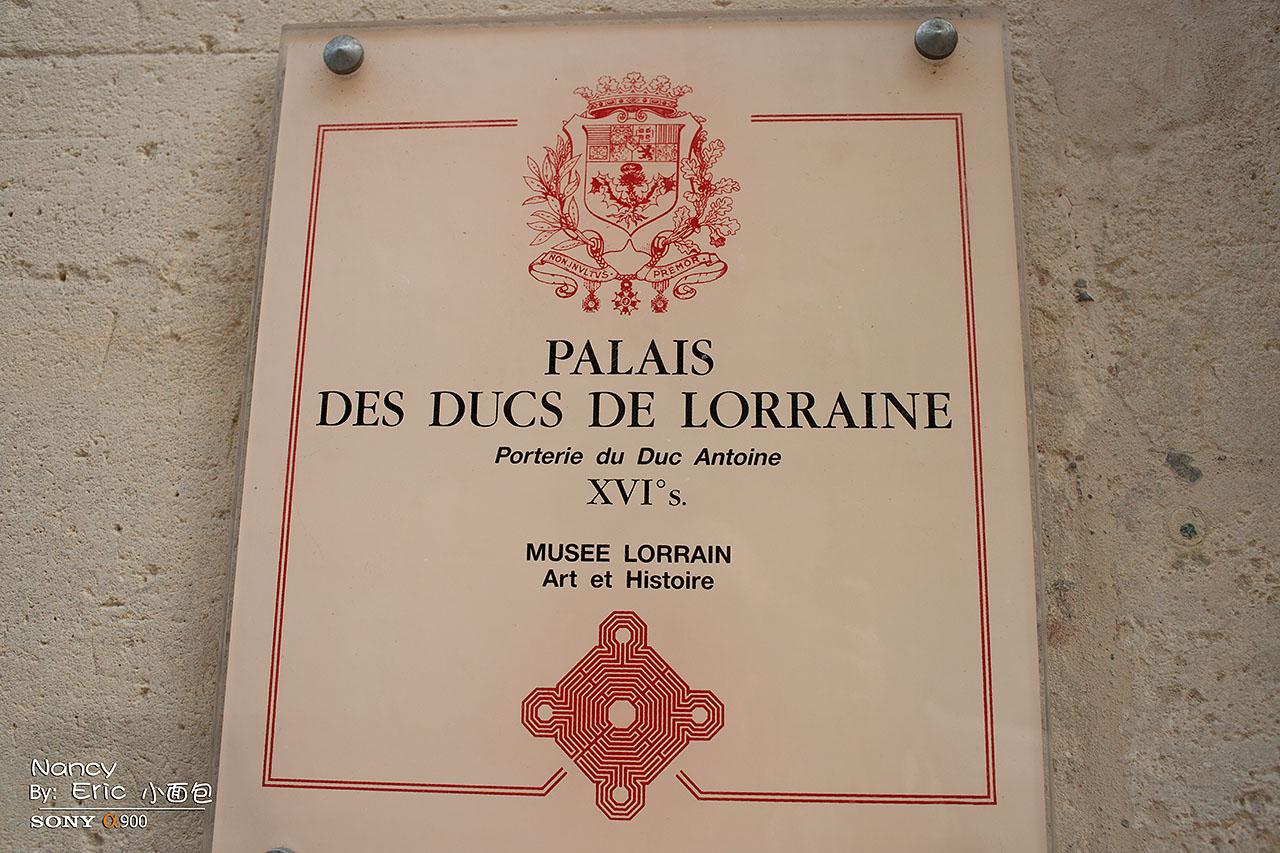 NON·INVLTVS· PREMOR·
PALAIS
DES DUCS DE LORRAINE
Porterie du Duc Antoine
XVI°s.
MUSEE LORRAIN
Art et Histoire
Nancy
By: Eric 小面包
SONY α900